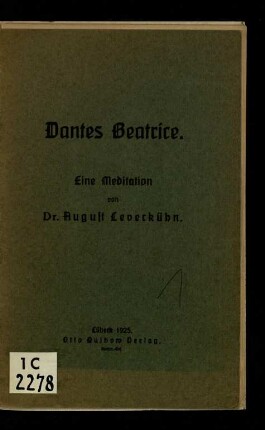 Dantes Beatrice.
Eine Meditation
von
Dr. August Leverkühn.
Lübeck 1925.
Otto Quitzow Verlag.
1C
2278